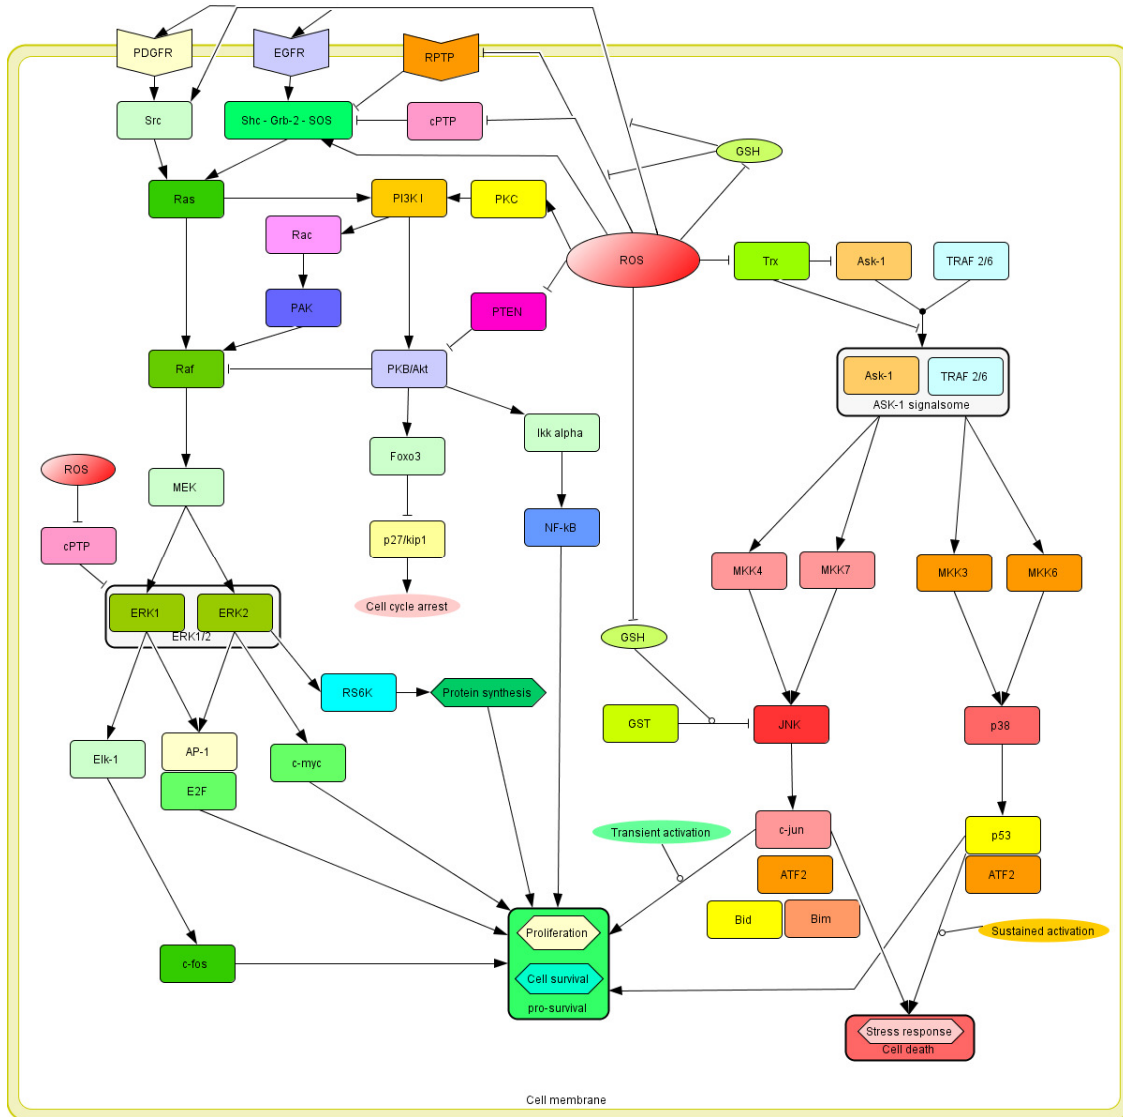 PDGFR
EGFR
RPTP
Src
Shc - Grb-2 - SOS
cPTP
GSH
Ras
PI3K I
PKC
Rac
ROS
Trx
Ask-1
TRAF 2/6
PAK
PTEN
Raf
PKB/Akt
Ask-1
TRAF 2/6
ASK-1 signalsome
Ikk alpha
Foxo3
ROS
MEK
NF-kB
p27/kip1
cPTP
MKK4
MKK7
MKK3
MKK6
Cell cycle arrest
ERK1
ERK2
ERK1/2
GSH
RS6K
Protein synthesis
GST
JNK
p38
Elk-1
AP-1
c-myc
E2F
Transient activation
c-jun
p53
ATF2
ATF2
Bid
Bim
Proliferation
Sustained activation
c-fos
Cell survival
pro-survival
Stress response
Cell death
Cell membrane